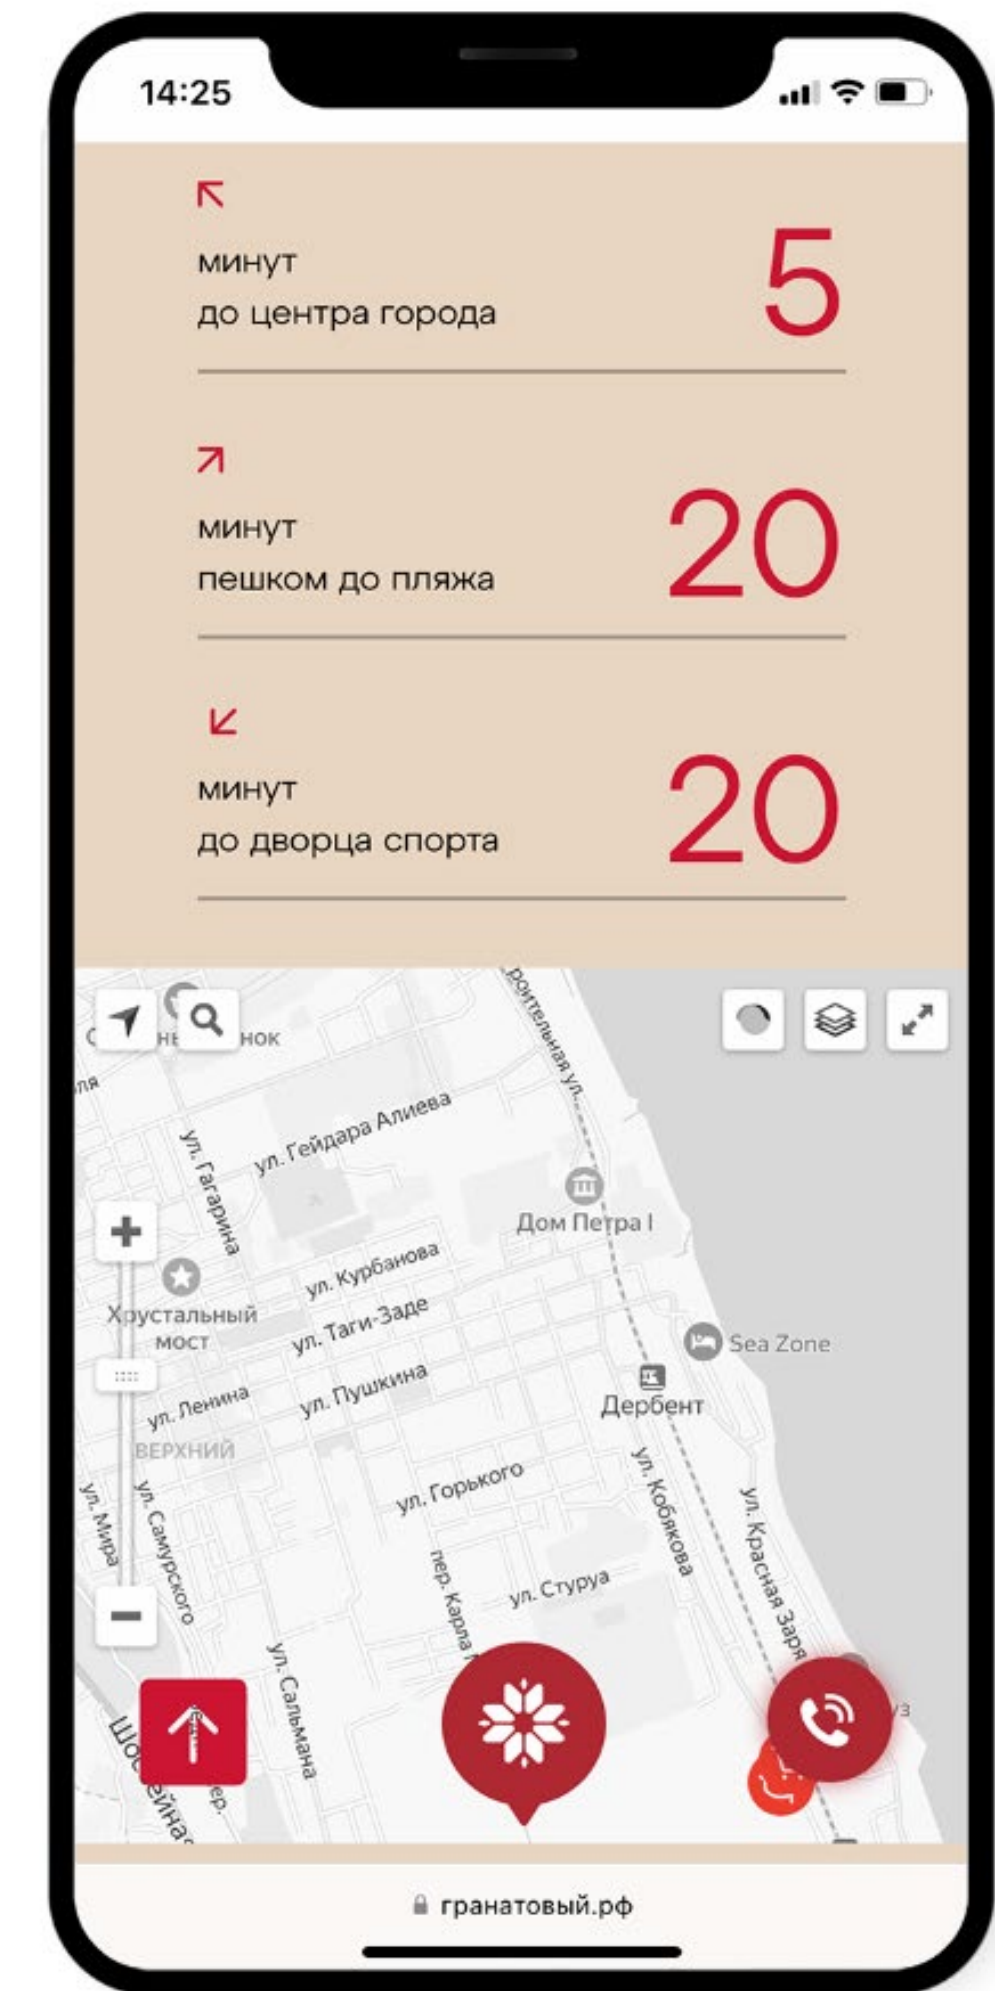 14:25
минут
до центра города
5
минут
пешком до пляжа
20
минут
до дворца спорта
20
ул. Гейдара Алиева
ул. Гагарина
Дом Петра I
ул. Курбанова
Хрустальный
мост
ул. Таги-Заде
Sea Zone
ул. Ленина
ул. Пушкина
Дербент
ВЕРХНИЙ
ул. Горького
ул. Кобякова
ул. Мира
ул. Самурского
ул. Красная Заря
пер. Карла
ул. Стуруа
ул. Сальмана
гранатовый.рф